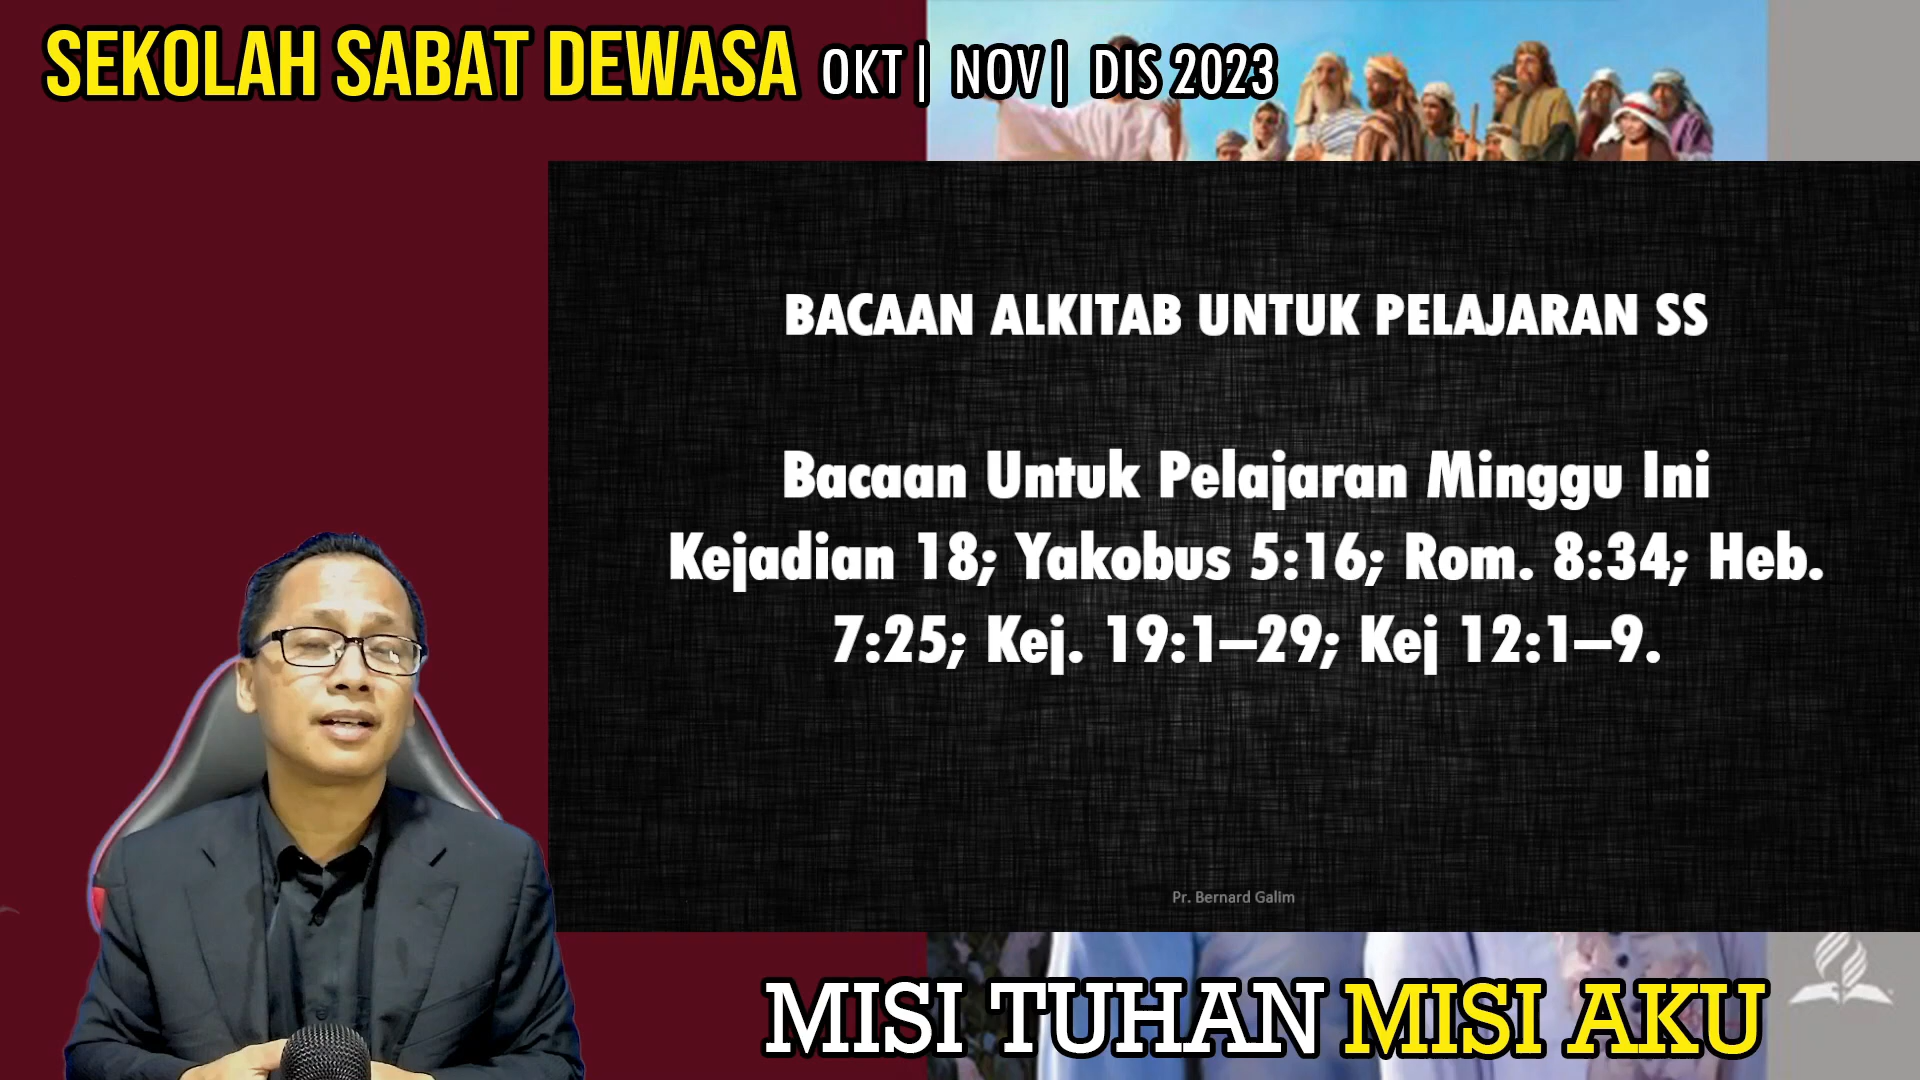 SEKOLAH SABAT DEWASA OKT | NOV | DIS 2023
BACAAN ALKITAB UNTUK PELAJARAN SS
Bacaan Untuk Pelajaran Minggu Ini
Kejadian 18; Yakobus 5:16; Rom. 8:34; Heb.
7:25; Kej. 19:1–29; Kej 12:1–9.
Pr. Bernard Galim
MISI TUHAN MISI AKU